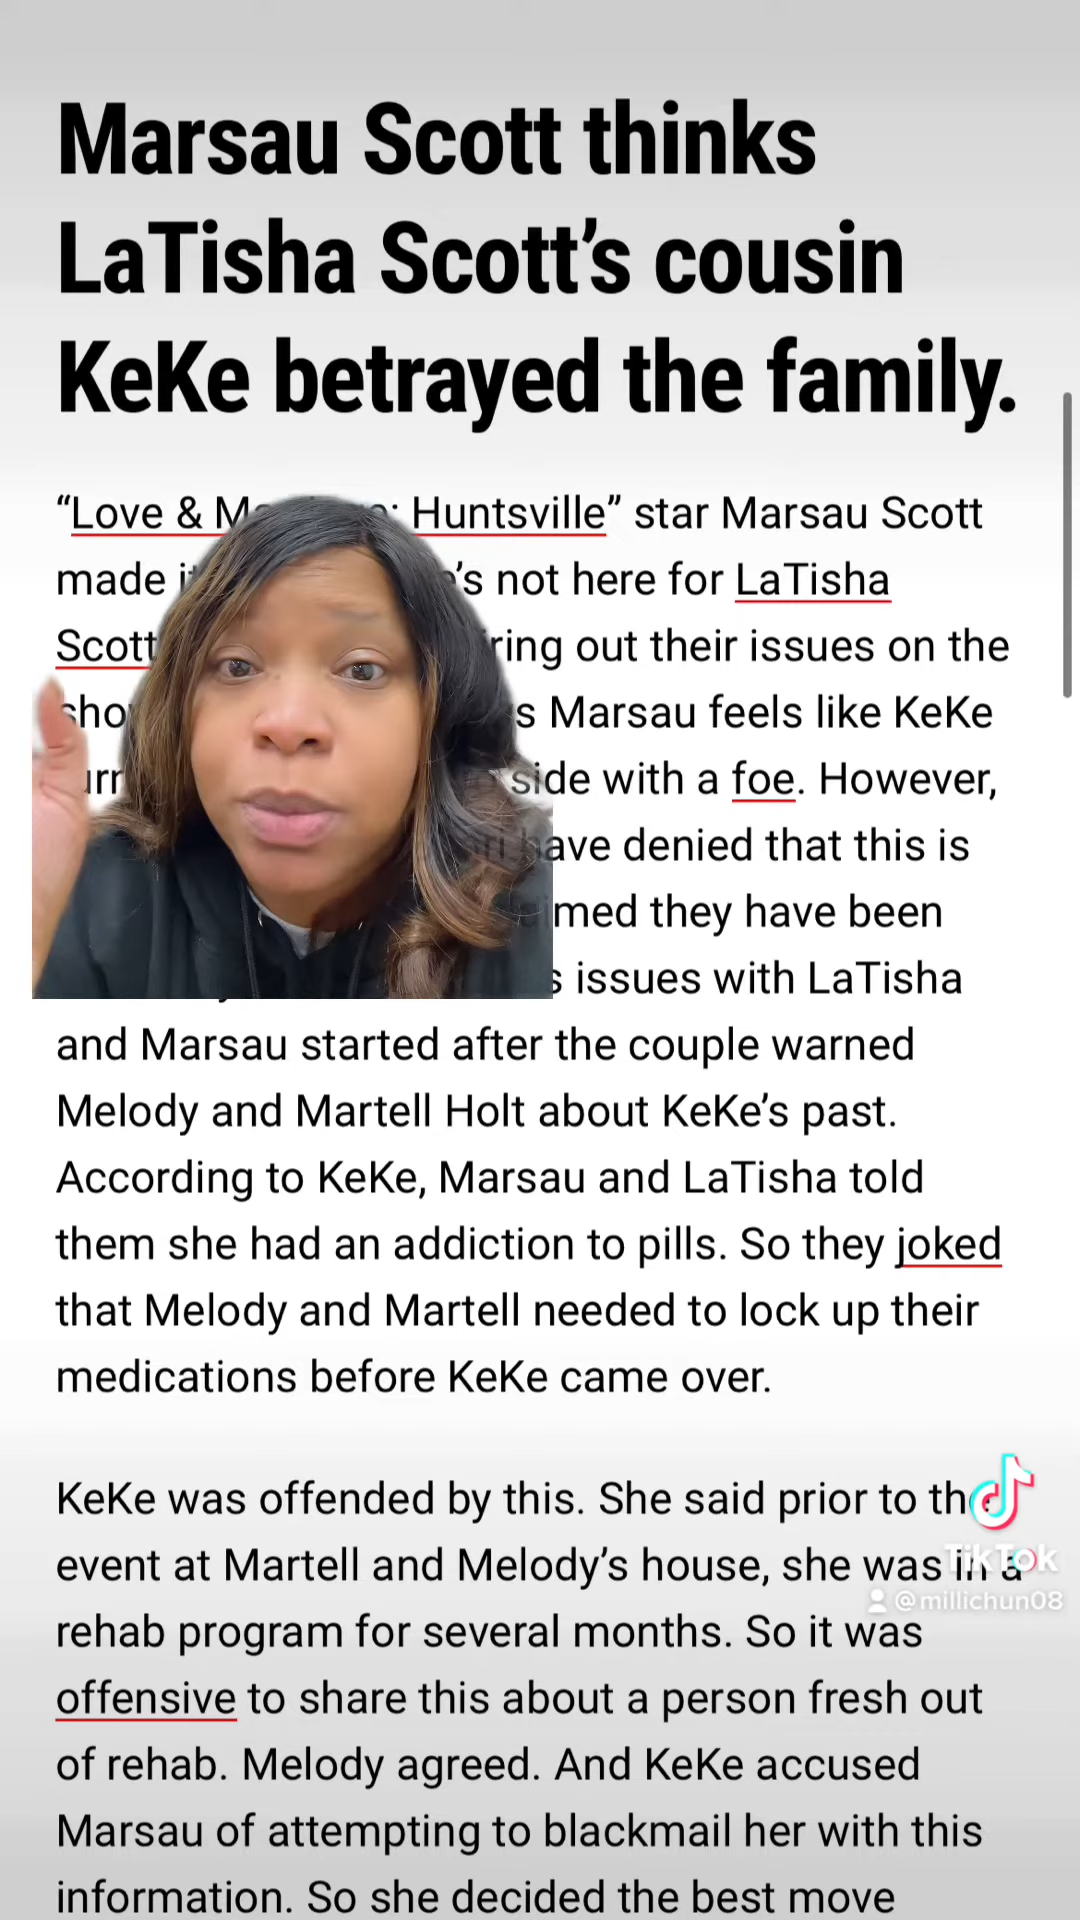 Marsau Scott thinks
LaTisha Scott’s cousin
KeKe betrayed the family.
“Love & Huntsville” star Marsau Scott
made not here for LaTisha
Scott out their issues on the
Marsau feels like KeKe
side with a foe. However,
have denied that this is
they have been
issues with LaTisha
and Marsau started after the couple warned
Melody and Martell Holt about KeKe’s past.
According to KeKe, Marsau and LaTisha told
them she had an addiction to pills. So they joked
that Melody and Martell needed to lock up their
medications before KeKe came over.
KeKe was offended by this. She said prior to the
event at Martell and Melody’s house, she was in a
rehab program for several months. So it was
offensive to share this about a person fresh out
of rehab. Melody agreed. And KeKe accused
Marsau of attempting to blackmail her with this
information. So she decided the best move
TikTok
@millichun08